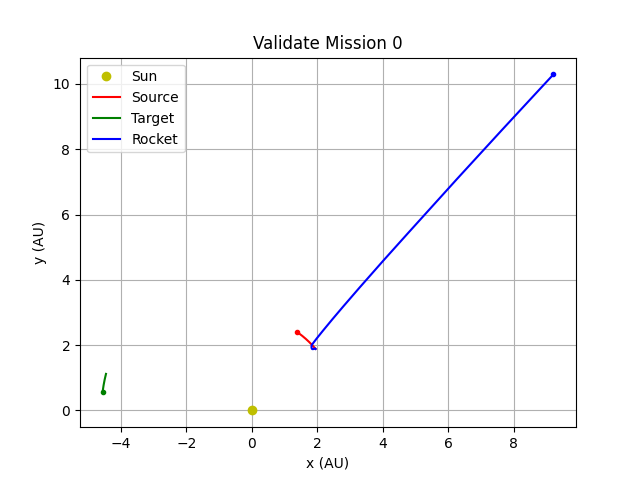 Validate Mission 0
Sun
Source
Target
Rocket
10
8
6
4
2
0
−4
−2
0
2
4
6
8
y (AU)
x (AU)